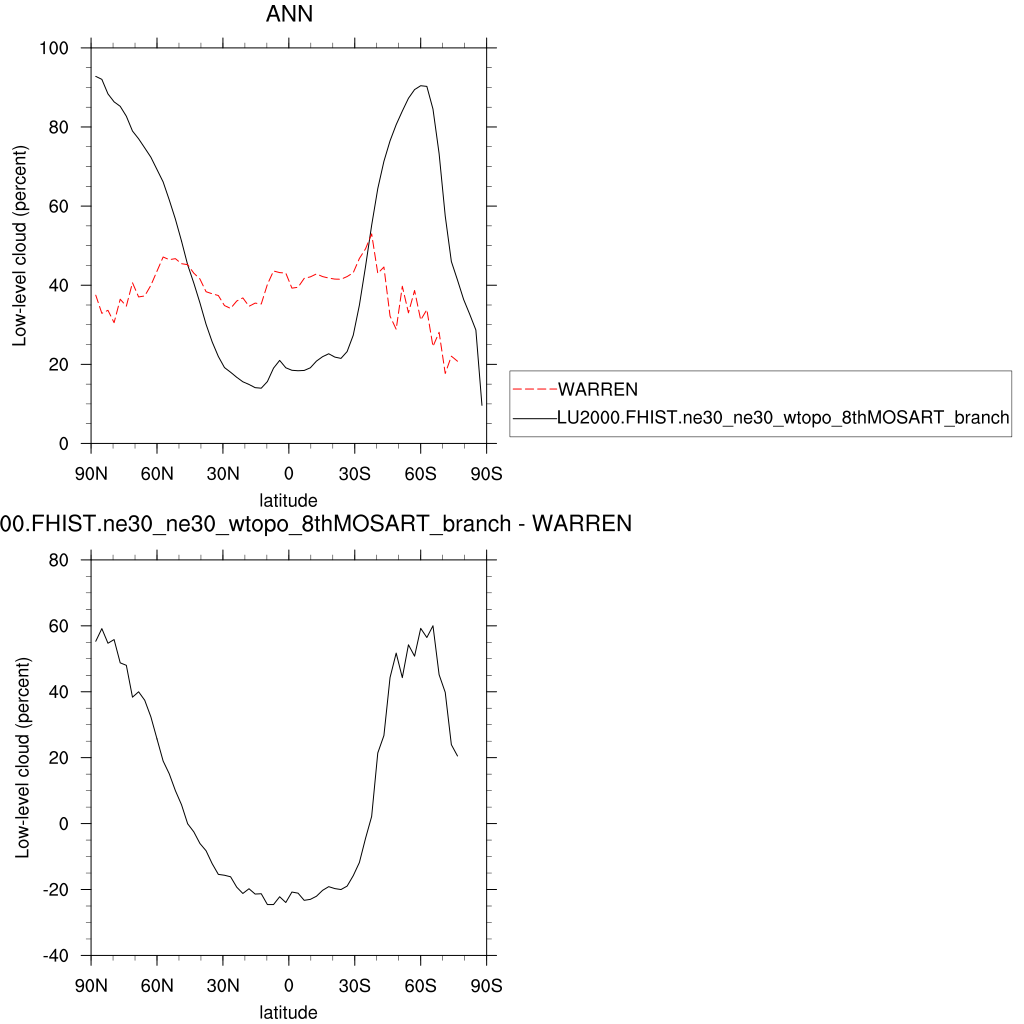 ANN
100
80
60
40
20
0
Low-level cloud (percent)
90N 60N 30N 0 30S 60S 90S
latitude
WARREN
LU2000.FHIST.ne30_ne30_wtopo_8thMOSART_branch
00.FHIST.ne30_ne30_wtopo_8thMOSART_branch - WARREN
80
60
40
20
0
-20
-40
Low-level cloud (percent)
90N 60N 30N 0 30S 60S 90S
latitude